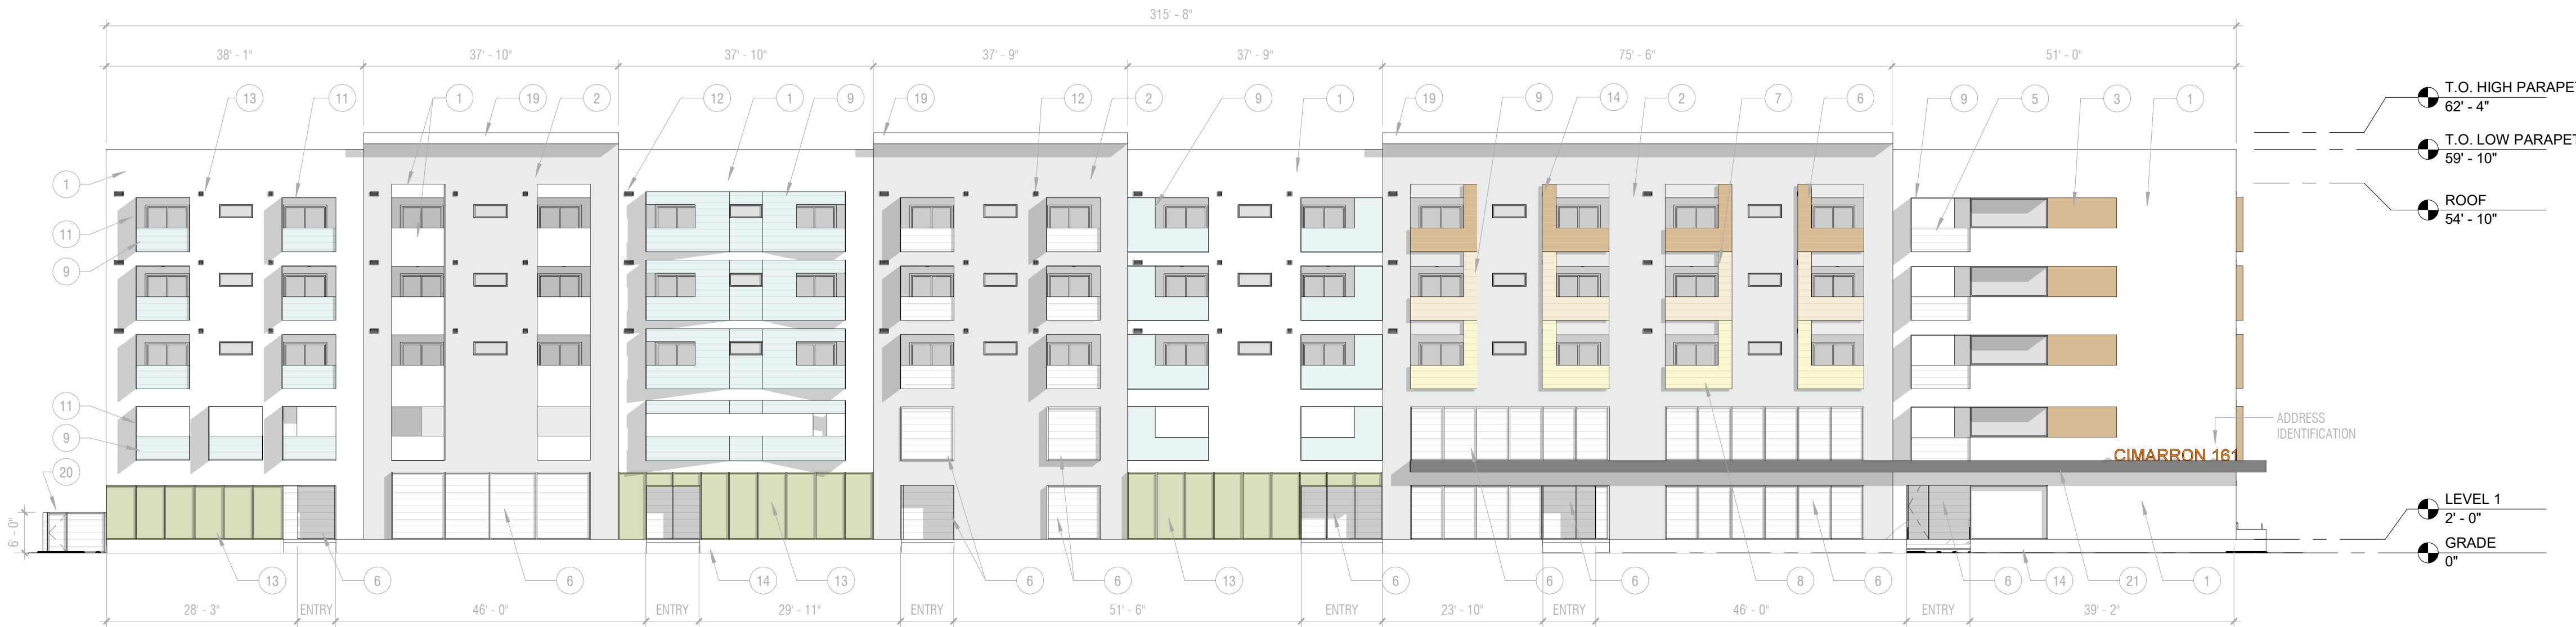 315' - 8"
38' - 1"
37' - 10"
37' - 10"
37' - 9"
37' - 9"
75' - 6"
51' - 0"
13
11
1
19
2
12
1
9
19
12
2
9
1
19
9
14
2
7
6
9
5
3
1
T.O. HIGH PARAPE
62' - 4"
T.O. LOW PARAPET
59' - 10"
1
ROOF
54' - 10"
11
9
11
9
20
ADDRESS
IDENTIFICATION
CIMARRON 161
6' - 0"
LEVEL 1
2' - 0"
GRADE
0"
13
6
6
14
13
6
6
13
6
6
6
8
6
6
14
21
1
28' - 3"
ENTRY
46' - 0"
ENTRY
29' - 11"
ENTRY
51' - 6"
ENTRY
23' - 10"
ENTRY
46' - 0"
ENTRY
39' - 2"